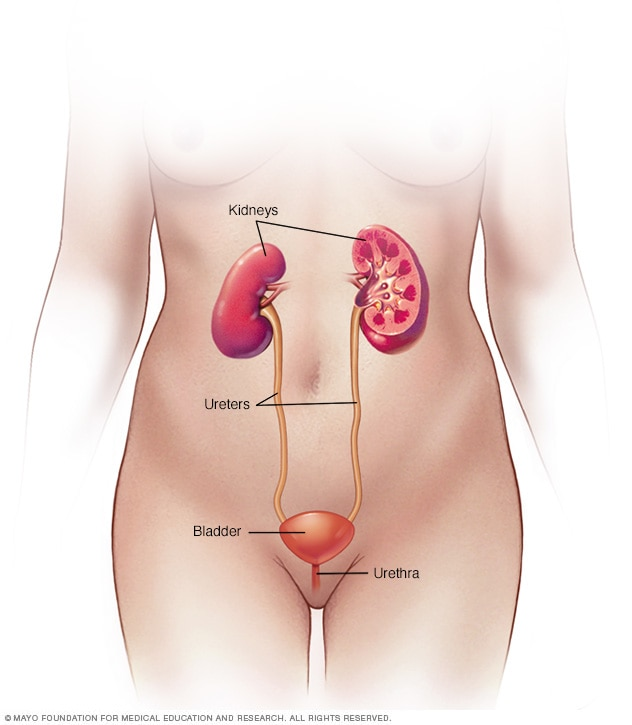 Kidneys
Ureters
Bladder
Urethra
© MAYO FOUNDATION FOR MEDICAL EDUCATION AND RESEARCH. ALL RIGHTS RESERVED.